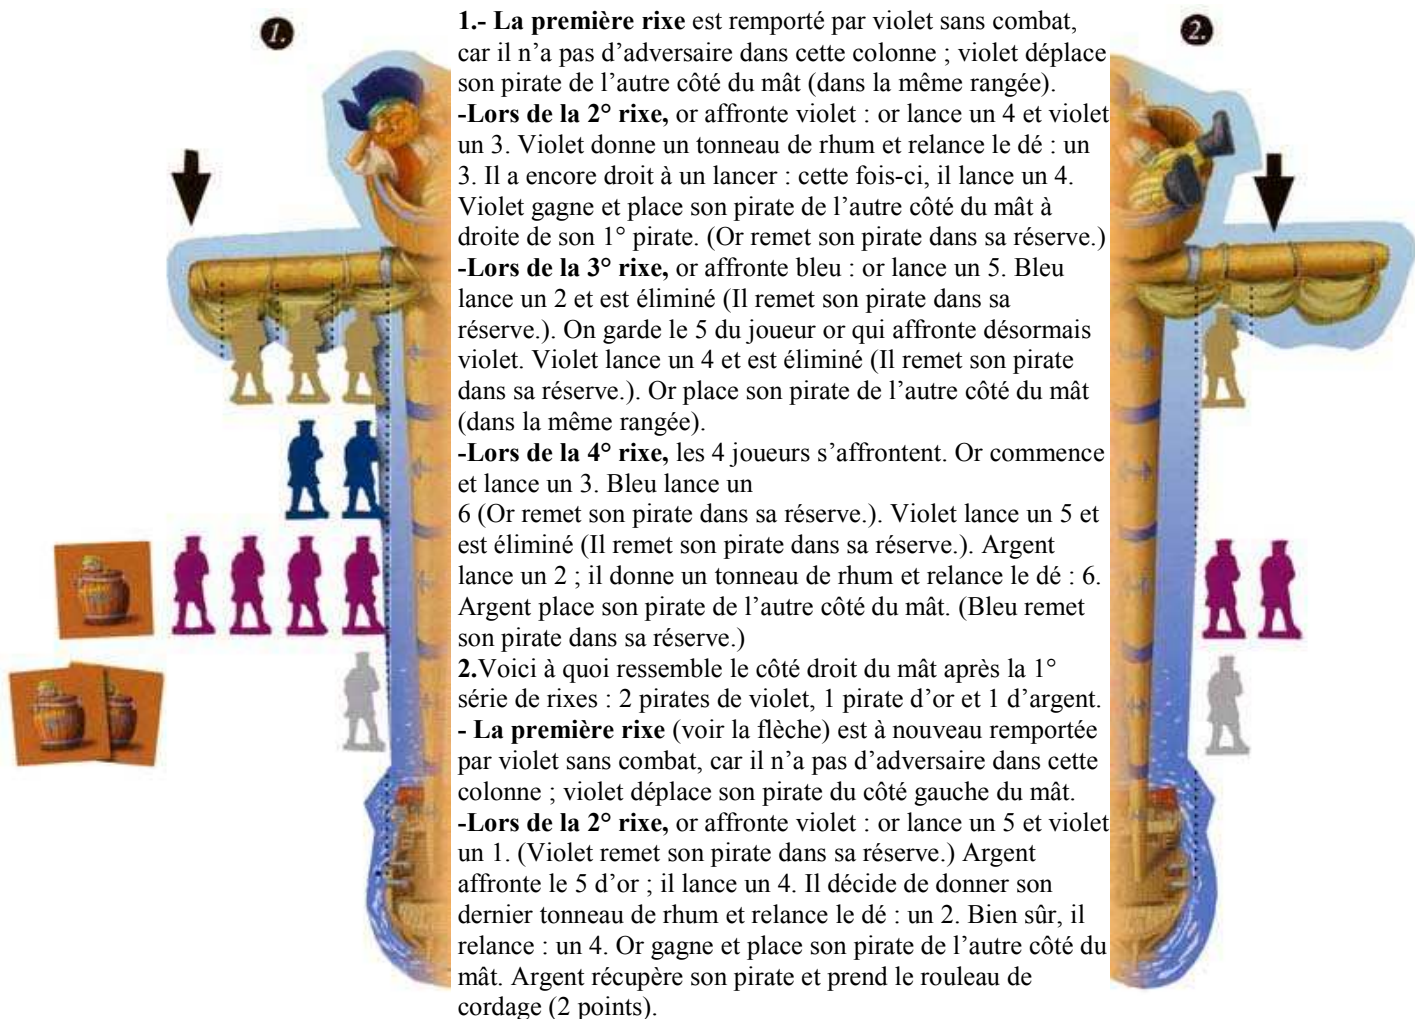 1.
1.- La première rixe est remporté par violet sans combat,
car il n'a pas d'adversaire dans cette colonne ; violet déplace
son pirate de l'autre côté du mât (dans la même rangée).
-Lors de la 2° rixe, or affronte violet : or lance un 4 et violet
un 3. Violet donne un tonneau de rhum et relance le dé : un
3. Il a encore droit à un lancer : cette fois-ci, il lance un 4.
Violet gagne et place son pirate de l'autre côté du mât à
droite de son 1° pirate. (Or remet son pirate dans sa réserve.)
-Lors de la 3° rixe, or affronte bleu : or lance un 5. Bleu
lance un 2 et est éliminé (Il remet son pirate dans sa
réserve.). On garde le 5 du joueur or qui affronte désormais
violet. Violet lance un 4 et est éliminé (Il remet son pirate
dans sa réserve.). Or place son pirate de l'autre côté du mât
(dans la même rangée).
-Lors de la 4° rixe, les 4 joueurs s'affrontent. Or commence
et lance un 3. Bleu lance un
6 (Or remet son pirate dans sa réserve.). Violet lance un 5 et
est éliminé (Il remet son pirate dans sa réserve.). Argent
lance un 2 ; il donne un tonneau de rhum et relance le dé : 6.
Argent place son pirate de l'autre côté du mât. (Bleu remet
son pirate dans sa réserve.)
2.Voici à quoi ressemble le côté droit du mât après la 1°
série de rixes : 2 pirates de violet, 1 pirate d'or et 1 d'argent.
- La première rixe (voir la flèche) est à nouveau remportée
par violet sans combat, car il n'a pas d'adversaire dans cette
colonne ; violet déplace son pirate du côté gauche du mât.
-Lors de la 2° rixe, or affronte violet : or lance un 5 et violet
un 1. (Violet remet son pirate dans sa réserve.) Argent
affronte le 5 d'or ; il lance un 4. Il décide de donner son
dernier tonneau de rhum et relance le dé : un 2. Bien sûr, il
relance : un 4. Or gagne et place son pirate de l'autre côté du
mât. Argent récupère son pirate et prend le rouleau de
cordage (2 points).
2.